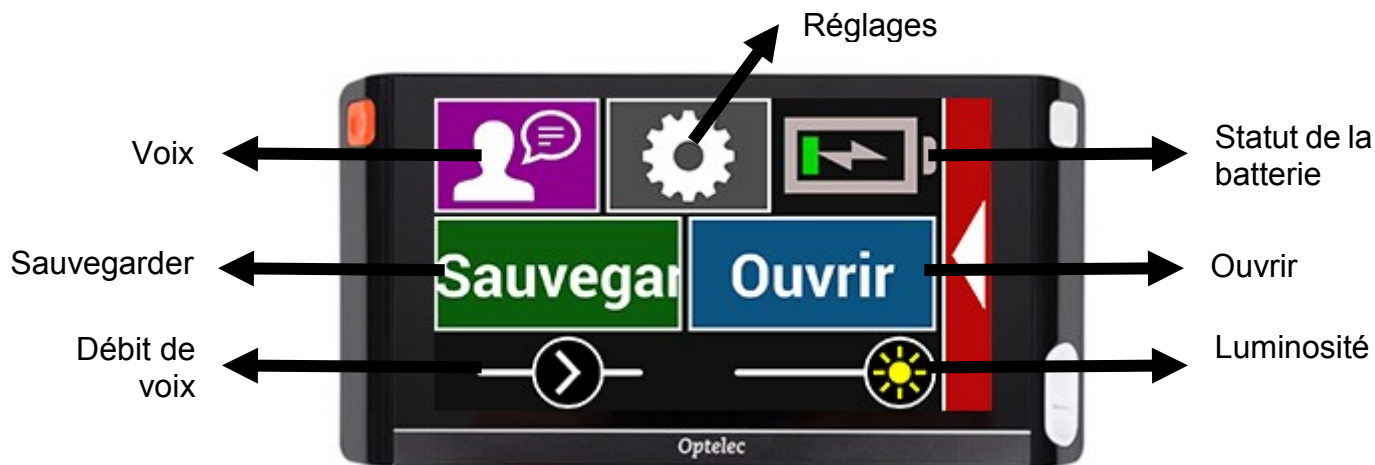 Réglages
Voix
Statut de la
batterie
Sauvegar
Ouvrir
Sauvegarder
Ouvrir
Débit de
voix
Luminosité
Optelec